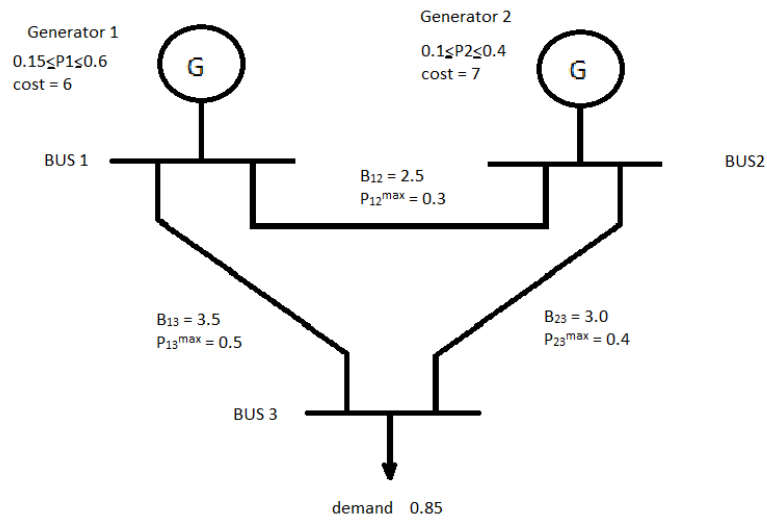 Generator 1
0.15≤P1≤0.6
cost = 6
G
Generator 2
0.1≤P2≤0.4
cost = 7
G
BUS 1
BUS2
B₁₂ = 2.5
P₁₂ᵐᵃˣ = 0.3
B₁₃ = 3.5
P₁₃ᵐᵃˣ = 0.5
B₂₃ = 3.0
P₂₃ᵐᵃˣ = 0.4
BUS 3
demand 0.85